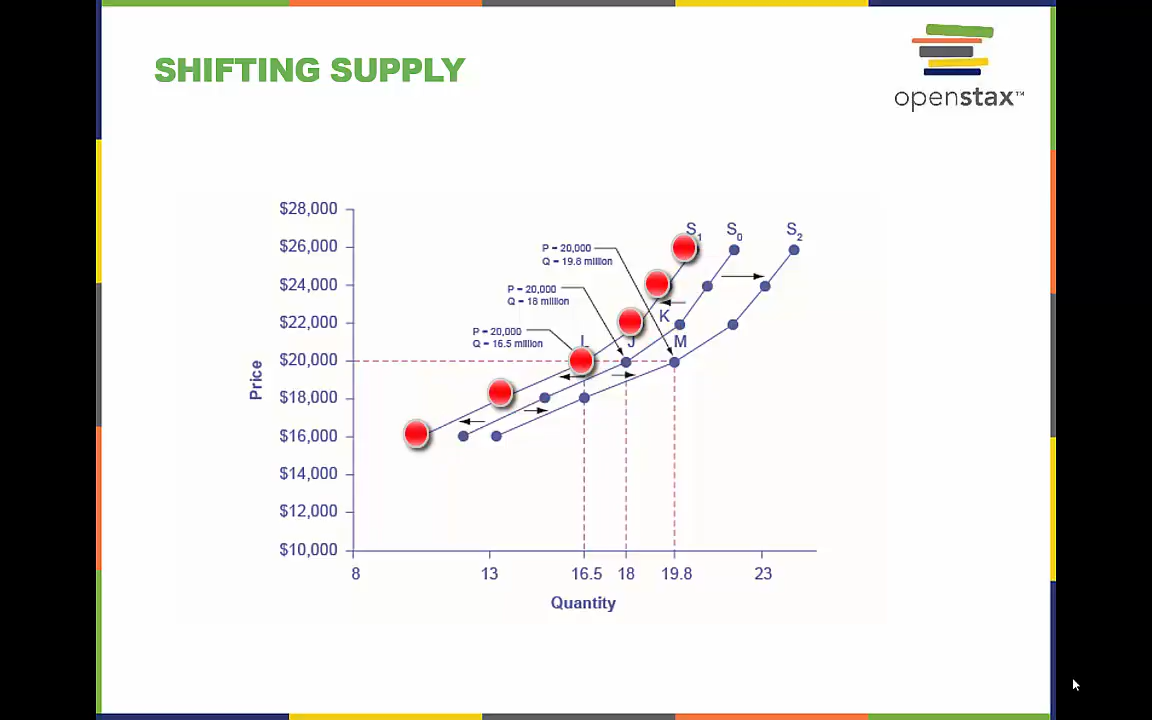 SHIFTING SUPPLY
openstax™
$28,000
$26,000
$24,000
$22,000
$20,000
$18,000
$16,000
$14,000
$12,000
$10,000
Price
S1
S0
S2
P = 20,000
Q = 19.8 million
P = 20,000
Q = 18 million
P = 20,000
Q = 16.5 million
K
L
J
M
8
13
16.5
18
19.8
23
Quantity